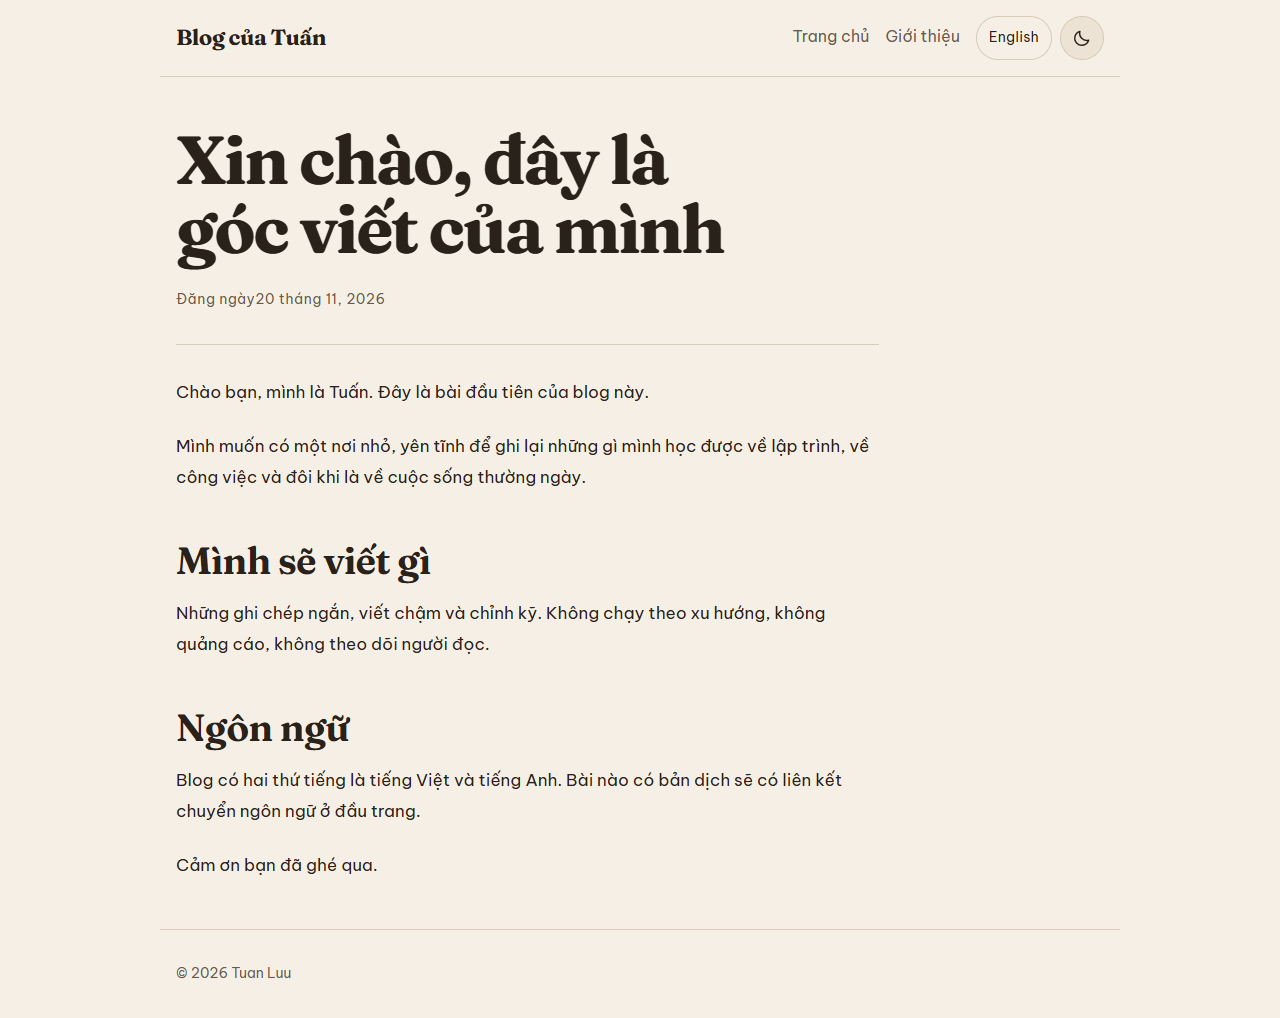 Blog của Tuấn
Trang chủ
Giới thiệu
English
Xin chào, đây là
góc viết của mình
Đăng ngày20 tháng 11, 2026
Chào bạn, mình là Tuấn. Đây là bài đầu tiên của blog này.
Mình muốn có một nơi nhỏ, yên tĩnh để ghi lại những gì mình học được về lập trình, về
công việc và đôi khi là về cuộc sống thường ngày.
Mình sẽ viết gì
Những ghi chép ngắn, viết chậm và chỉnh kỹ. Không chạy theo xu hướng, không
quảng cáo, không theo dõi người đọc.
Ngôn ngữ
Blog có hai thứ tiếng là tiếng Việt và tiếng Anh. Bài nào có bản dịch sẽ có liên kết
chuyển ngôn ngữ ở đầu trang.
Cảm ơn bạn đã ghé qua.
© 2026 Tuan Luu